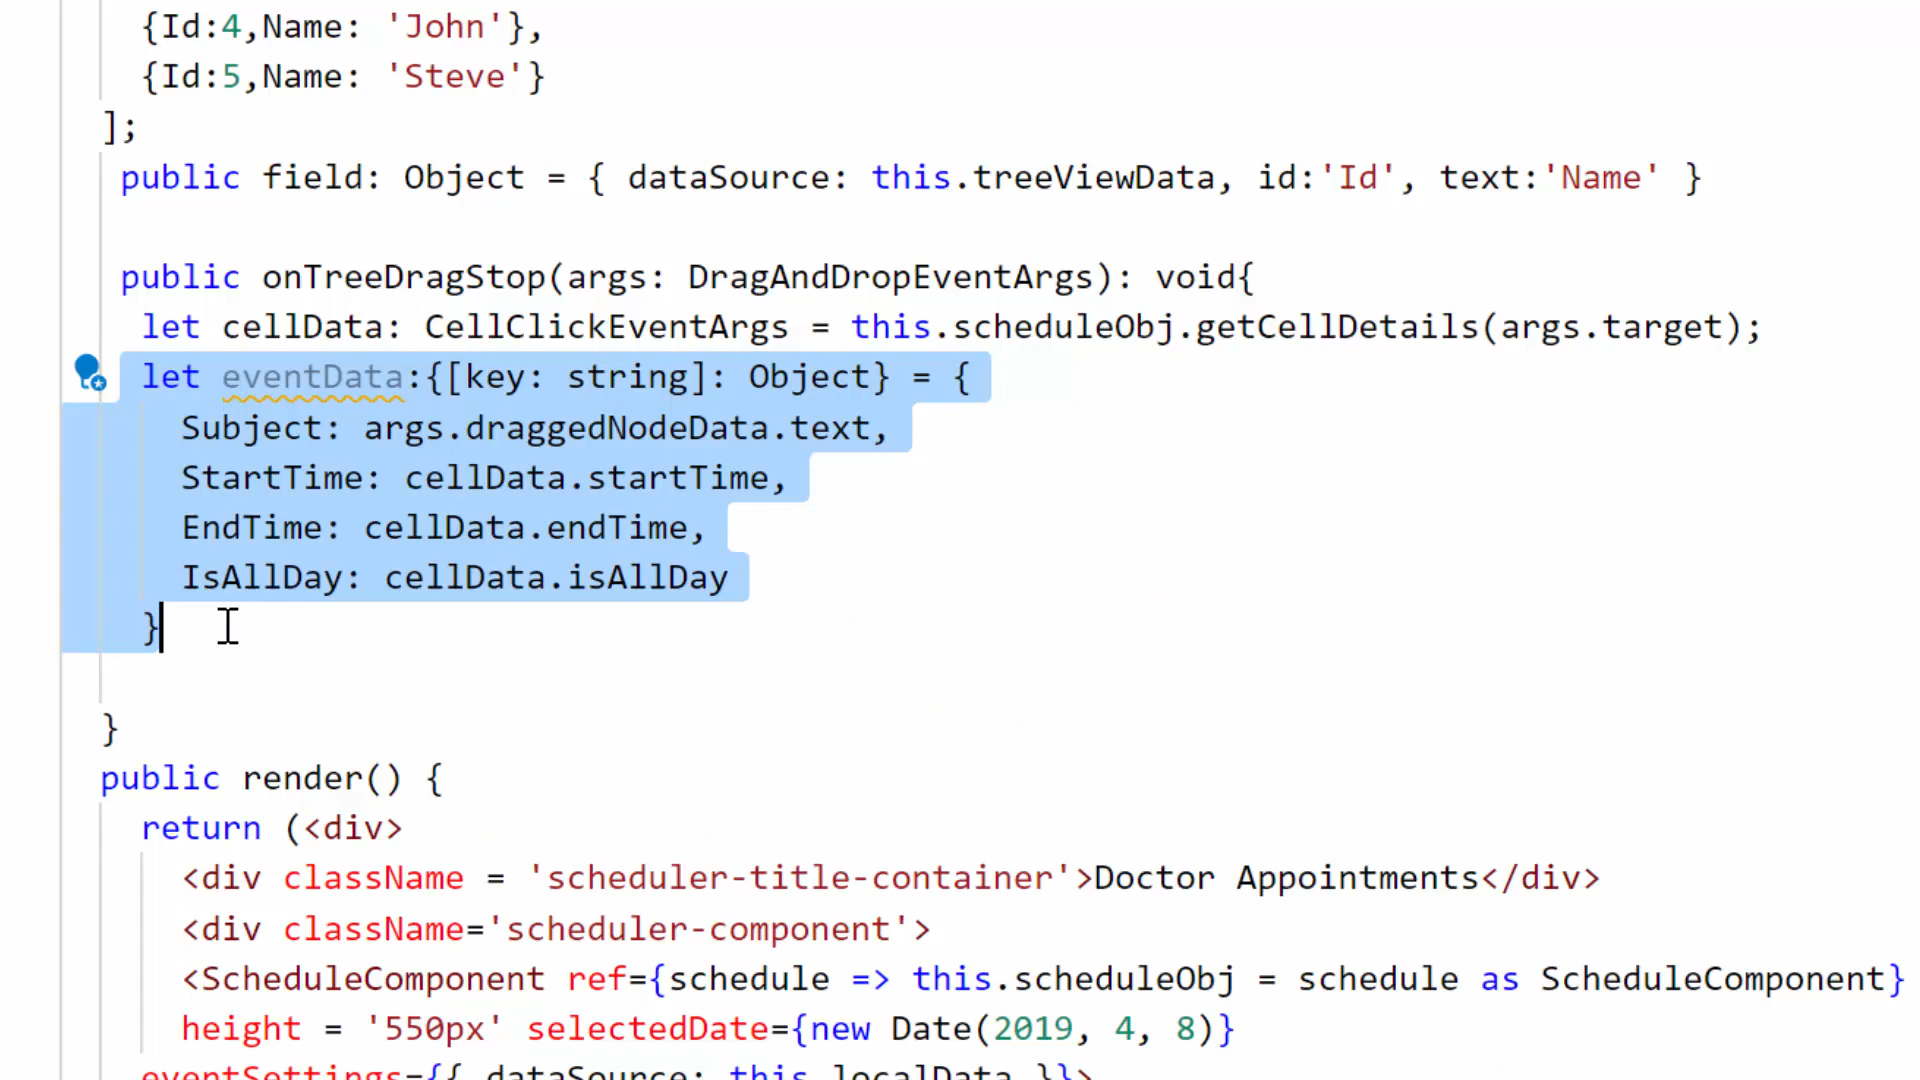 {Id:4,Name: 'John'},
{Id:5,Name: 'Steve'}
];
public field: Object = { dataSource: this.treeViewData, id:'Id', text:'Name' }
public onTreeDragStop(args: DragAndDropEventArgs): void{
let cellData: CellClickEventArgs = this.scheduleObj.getCellDetails(args.target);
let eventData:{[key: string]: Object} = {
Subject: args.draggedNodeData.text,
StartTime: cellData.startTime,
EndTime: cellData.endTime,
IsAllDay: cellData.isAllDay
}
}
public render() {
return (<div>
<div className = 'scheduler-title-container'>Doctor Appointments</div>
<div className='scheduler-component'>
<ScheduleComponent ref={schedule => this.scheduleObj = schedule as ScheduleComponent}
height = '550px' selectedDate={new Date(2019, 4, 8)}
eventSettings={{ dataSource: this.localData }}>